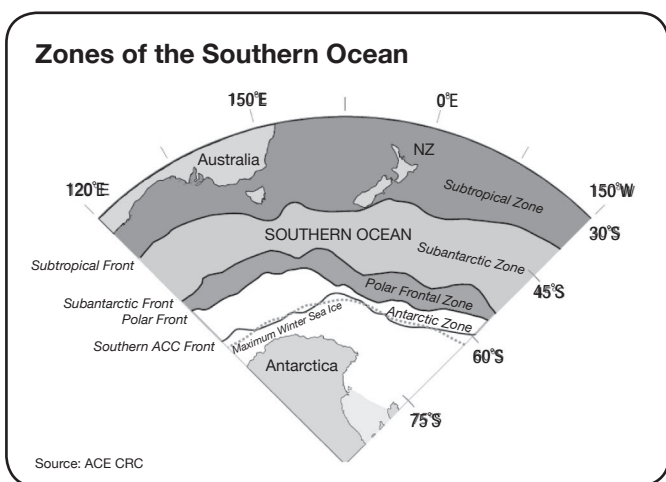 Zones of the Southern Ocean
150°E
0°E
Australia
NZ
120°E
150°W
Subtropical Zone
30°S
SOUTHERN OCEAN
Subantarctic Zone
Subtropical Front
45°S
Polar Frontal Zone
Subantarctic Front
Polar Front
Maximum Winter Sea Ice
Antarctic Zone
Southern ACC Front
60°S
Antarctica
75°S
Source: ACE CRC